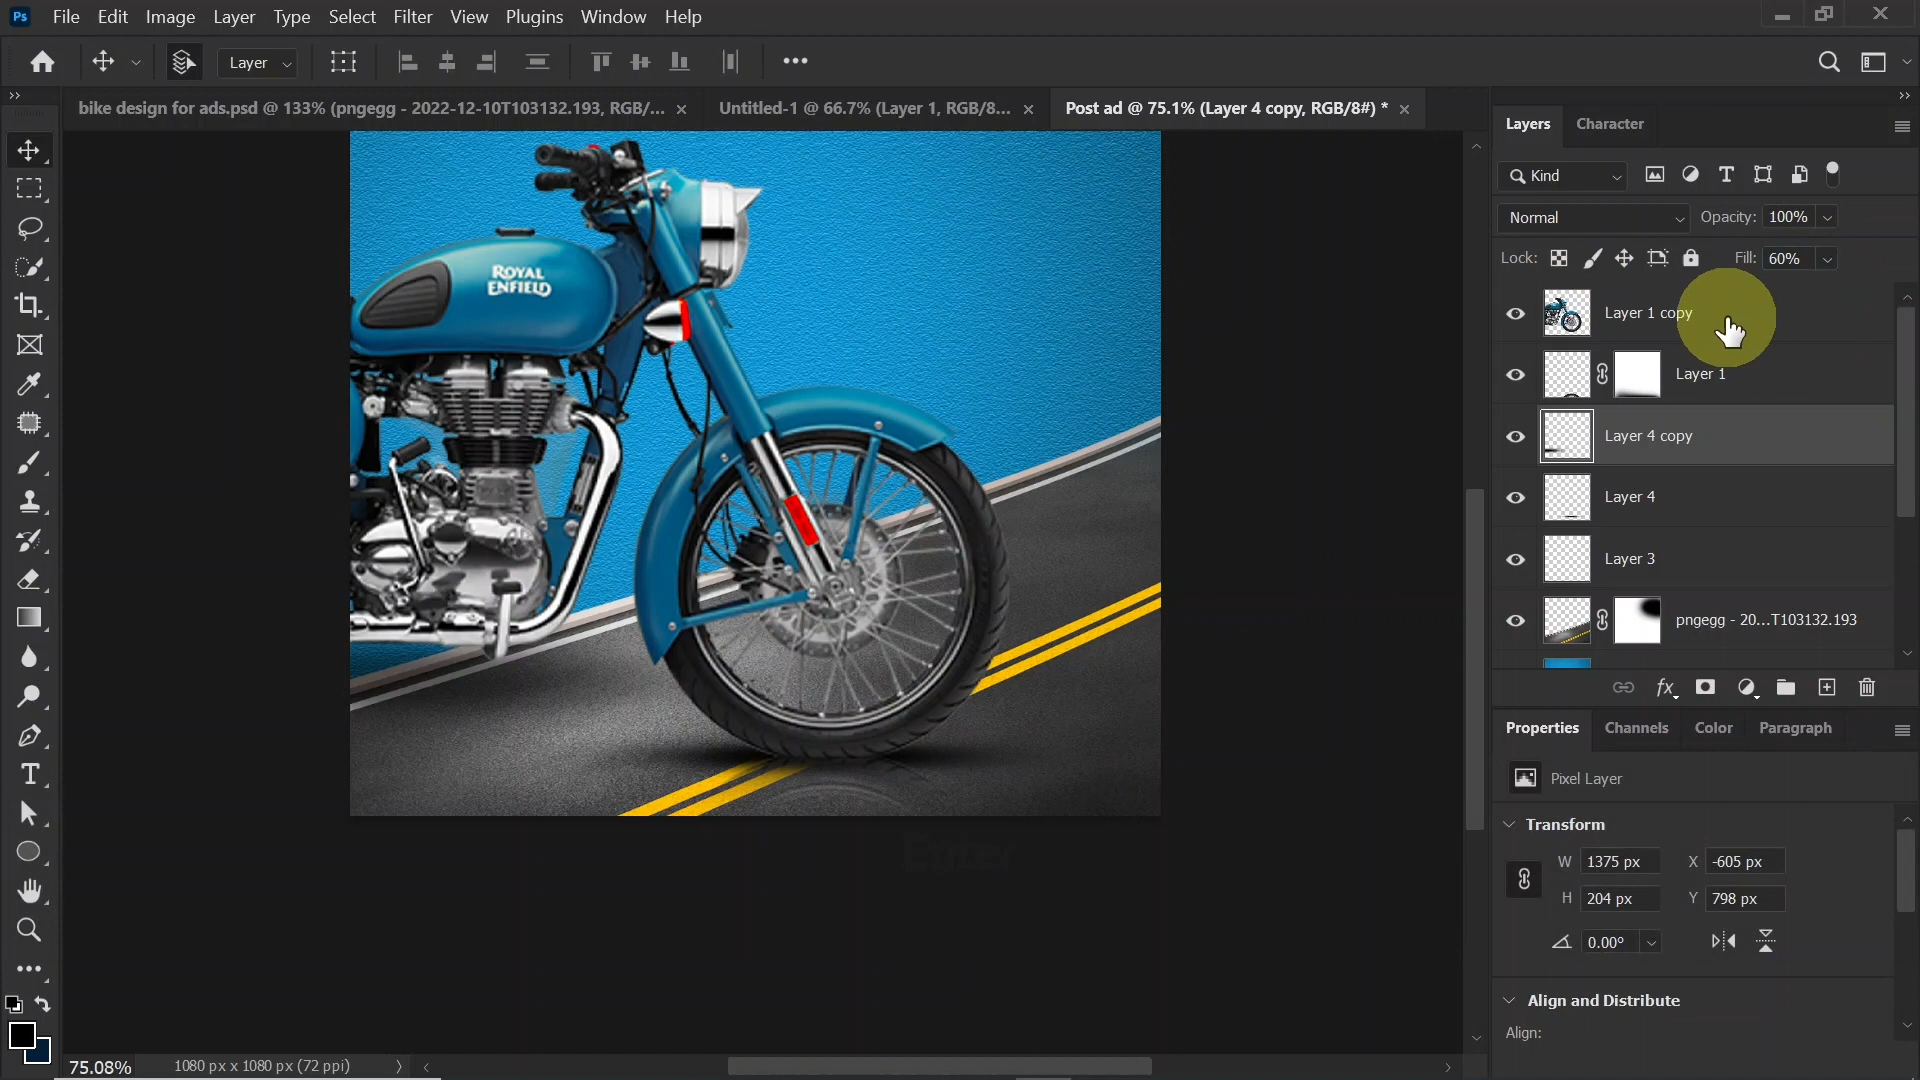 Ps File Edit Image Layer Type Select Filter View Plugins Window Help
Layer
bike design for ads.psd @ 133% (pngegg - 2022-12-10T103132.193, RGB/... Untitled-1 @ 66.7% (Layer 1, RGB/8... Post ad @ 75.1% (Layer 4 copy, RGB/8#) *
Layers Character
Kind
Normal Opacity: 100%
Lock: Fill: 60%
Layer 1 copy
Layer 1
Layer 4 copy
Layer 4
Layer 3
pngegg - 20...T103132.193
ROYAL
ENFIELD
Properties Channels Color Paragraph
Pixel Layer
Transform
W 1375 px X -605 px
H 204 px Y 798 px
0.00°
Align and Distribute
Align:
Enter
75.08% 1080 px x 1080 px (72 ppi)